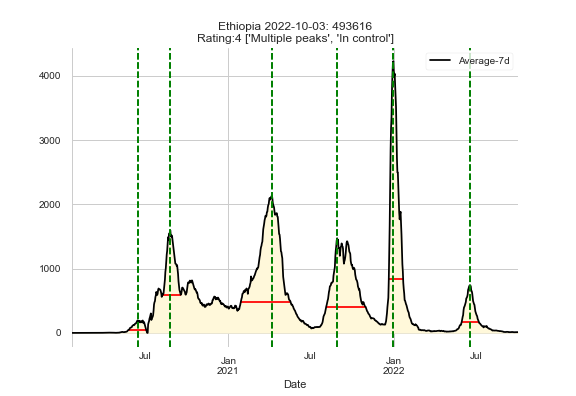 Ethiopia 2022-10-03: 493616
Rating:4 ['Multiple peaks', 'In control']
Average-7d
4000
3000
2000
1000
0
Jul
Jan
2021
Jul
Jan
2022
Jul
Date